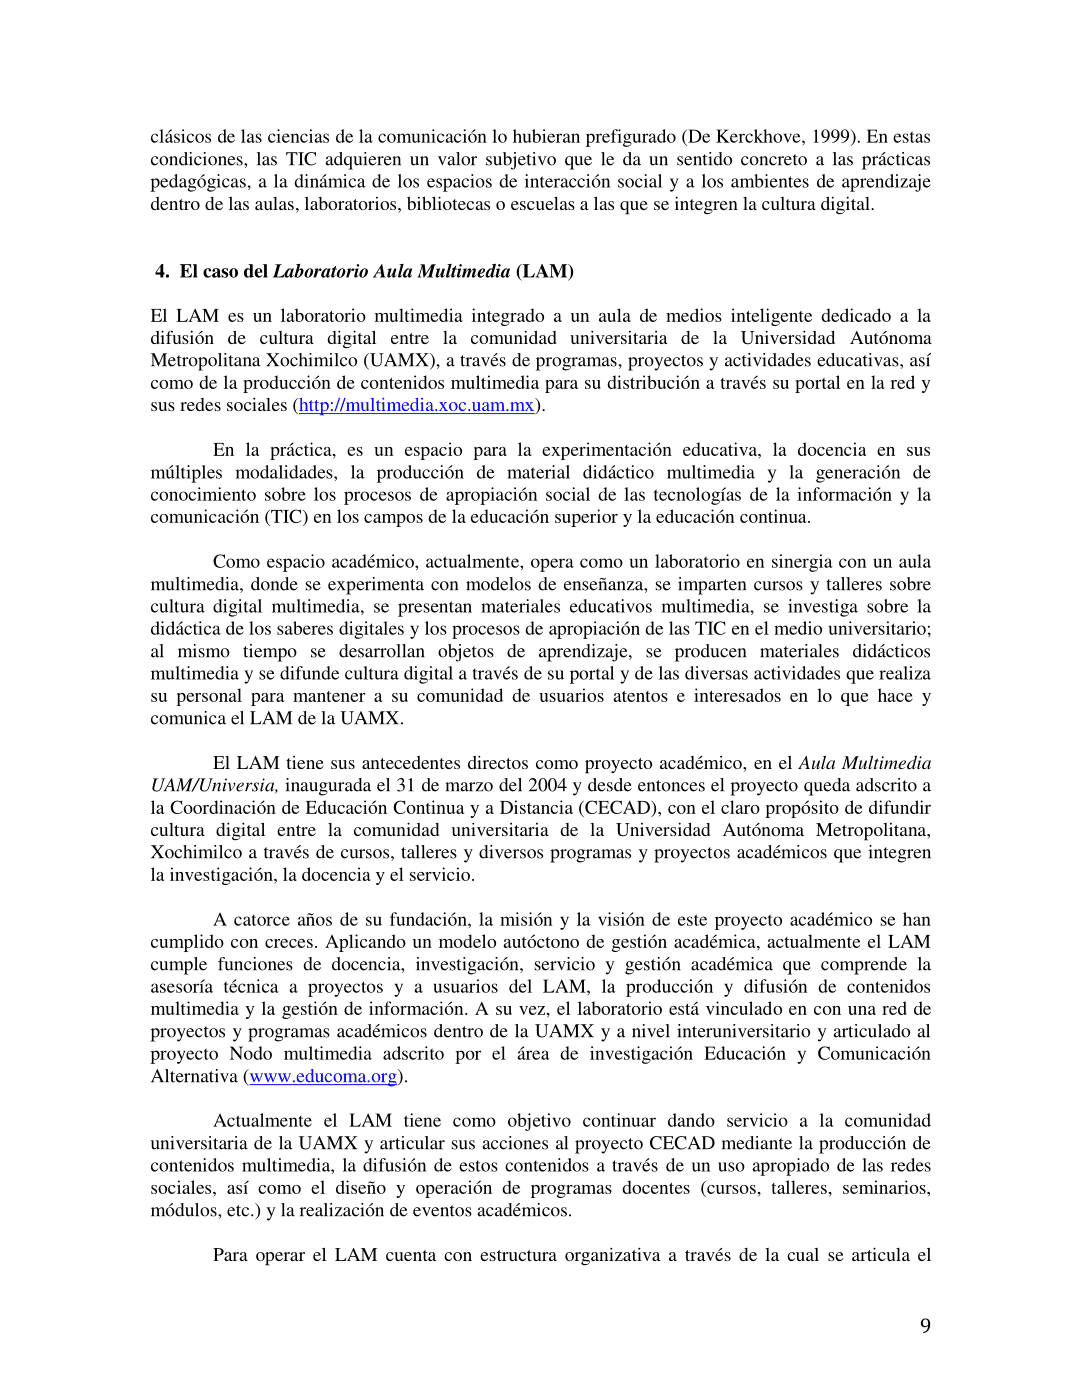 clásicos de las ciencias de la comunicación lo hubieran prefigurado (De Kerckhove, 1999). En estas
condiciones, las TIC adquieren un valor subjetivo que le da un sentido concreto a las prácticas
pedagógicas, a la dinámica de los espacios de interacción social y a los ambientes de aprendizaje
dentro de las aulas, laboratorios, bibliotecas o escuelas a las que se integren la cultura digital.
4. El caso del Laboratorio Aula Multimedia (LAM)
El LAM es un laboratorio multimedia integrado a un aula de medios inteligente dedicado a la
difusión de cultura digital entre la comunidad universitaria de la Universidad Autónoma
Metropolitana Xochimilco (UAMX), a través de programas, proyectos y actividades educativas, así
como de la producción de contenidos multimedia para su distribución a través su portal en la red y
sus redes sociales (http://multimedia.xoc.uam.mx).
En la práctica, es un espacio para la experimentación educativa, la docencia en sus
múltiples modalidades, la producción de material didáctico multimedia y la generación de
conocimiento sobre los procesos de apropiación social de las tecnologías de la información y la
comunicación (TIC) en los campos de la educación superior y la educación continua.
Como espacio académico, actualmente, opera como un laboratorio en sinergia con un aula
multimedia, donde se experimenta con modelos de enseñanza, se imparten cursos y talleres sobre
cultura digital multimedia, se presentan materiales educativos multimedia, se investiga sobre la
didáctica de los saberes digitales y los procesos de apropiación de las TIC en el medio universitario;
al mismo tiempo se desarrollan objetos de aprendizaje, se producen materiales didácticos
multimedia y se difunde cultura digital a través de su portal y de las diversas actividades que realiza
su personal para mantener a su comunidad de usuarios atentos e interesados en lo que hace y
comunica el LAM de la UAMX.
El LAM tiene sus antecedentes directos como proyecto académico, en el Aula Multimedia
UAM/Universia, inaugurada el 31 de marzo del 2004 y desde entonces el proyecto queda adscrito a
la Coordinación de Educación Continua y a Distancia (CECAD), con el claro propósito de difundir
cultura digital entre la comunidad universitaria de la Universidad Autónoma Metropolitana,
Xochimilco a través de cursos, talleres y diversos programas y proyectos académicos que integren
la investigación, la docencia y el servicio.
A catorce años de su fundación, la misión y la visión de este proyecto académico se han
cumplido con creces. Aplicando un modelo autóctono de gestión académica, actualmente el LAM
cumple funciones de docencia, investigación, servicio y gestión académica que comprende la
asesoría técnica a proyectos y a usuarios del LAM, la producción y difusión de contenidos
multimedia y la gestión de información. A su vez, el laboratorio está vinculado en con una red de
proyectos y programas académicos dentro de la UAMX y a nivel interuniversitario y articulado al
proyecto Nodo multimedia adscrito por el área de investigación Educación y Comunicación
Alternativa (www.educoma.org).
Actualmente el LAM tiene como objetivo continuar dando servicio a la comunidad
universitaria de la UAMX y articular sus acciones al proyecto CECAD mediante la producción de
contenidos multimedia, la difusión de estos contenidos a través de un uso apropiado de las redes
sociales, así como el diseño y operación de programas docentes (cursos, talleres, seminarios,
módulos, etc.) y la realización de eventos académicos.
Para operar el LAM cuenta con estructura organizativa a través de la cual se articula el
9